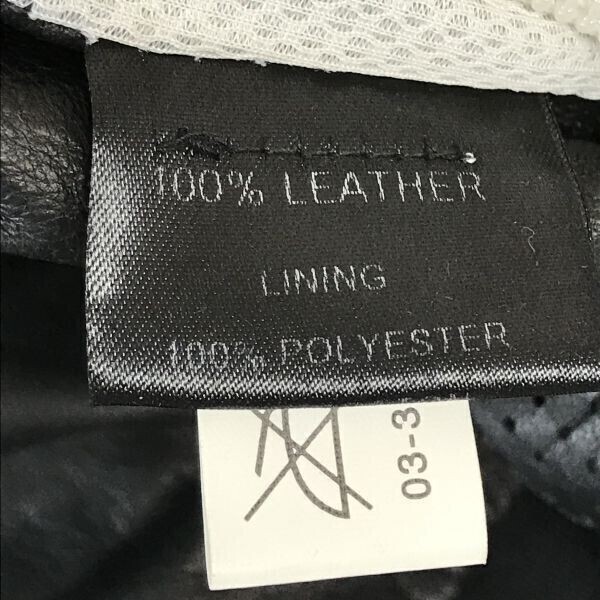 100% LEATHER
LINING
100% POLYESTER
03-3